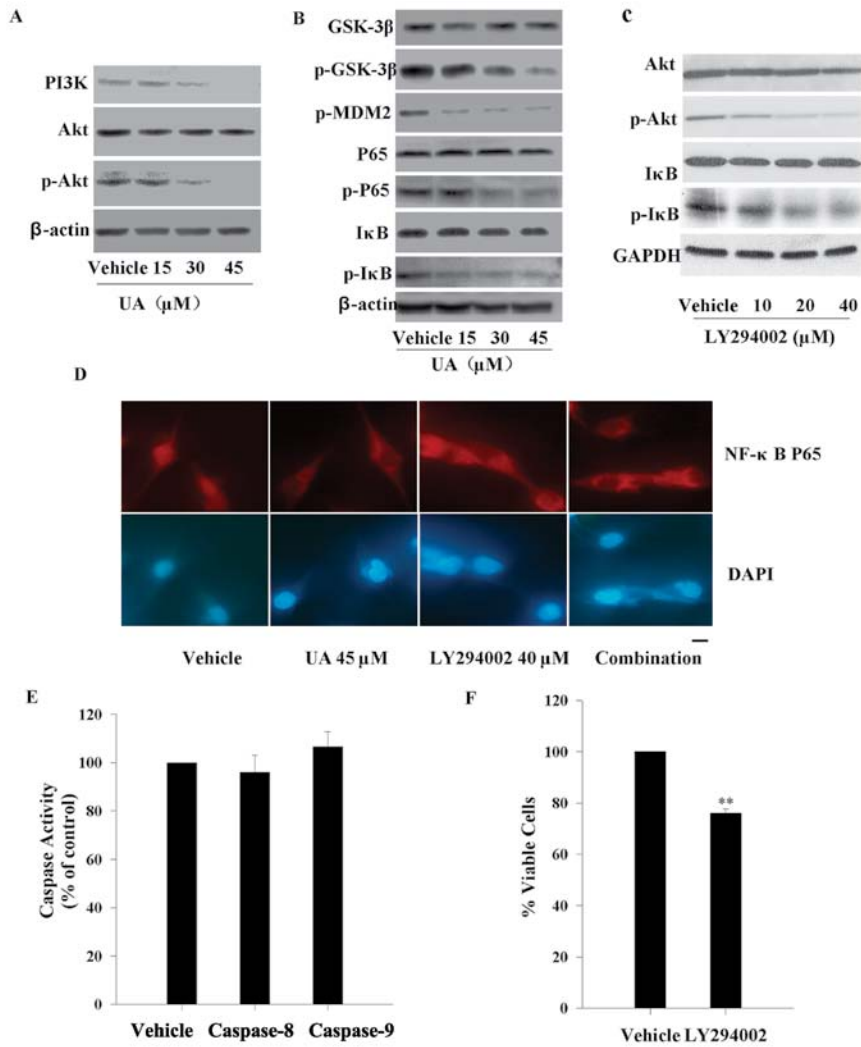 A
PI3K
Akt
p-Akt
β-actin
Vehicle 15 30 45
UA (μM)
B
GSK-3β
p-GSK-3β
p-MDM2
P65
p-P65
IκB
p-IκB
β-actin
Vehicle 15 30 45
UA (μM)
C
Akt
p-Akt
IκB
p-IκB
GAPDH
Vehicle 10 20 40
LY294002 (μM)
D
NF-κ B P65
DAPI
Vehicle UA 45 μM LY294002 40 μM Combination
E
Caspase Activity
(% of control)
120
100
80
60
40
20
0
Vehicle Caspase-8 Caspase-9
F
% Viable Cells
120
100
80
60
40
20
0
**
Vehicle LY294002